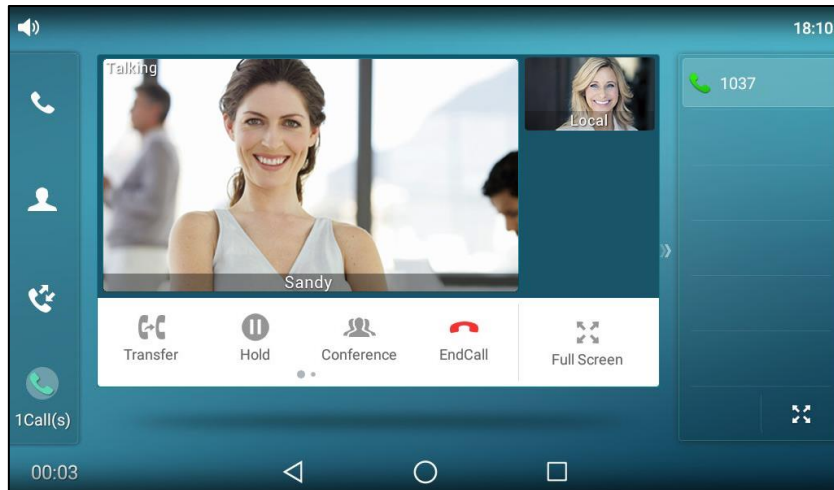 18:10
Talking
Local
1037
Sandy
Transfer
Hold
Conference
EndCall
Full Screen
1Call(s)
00:03